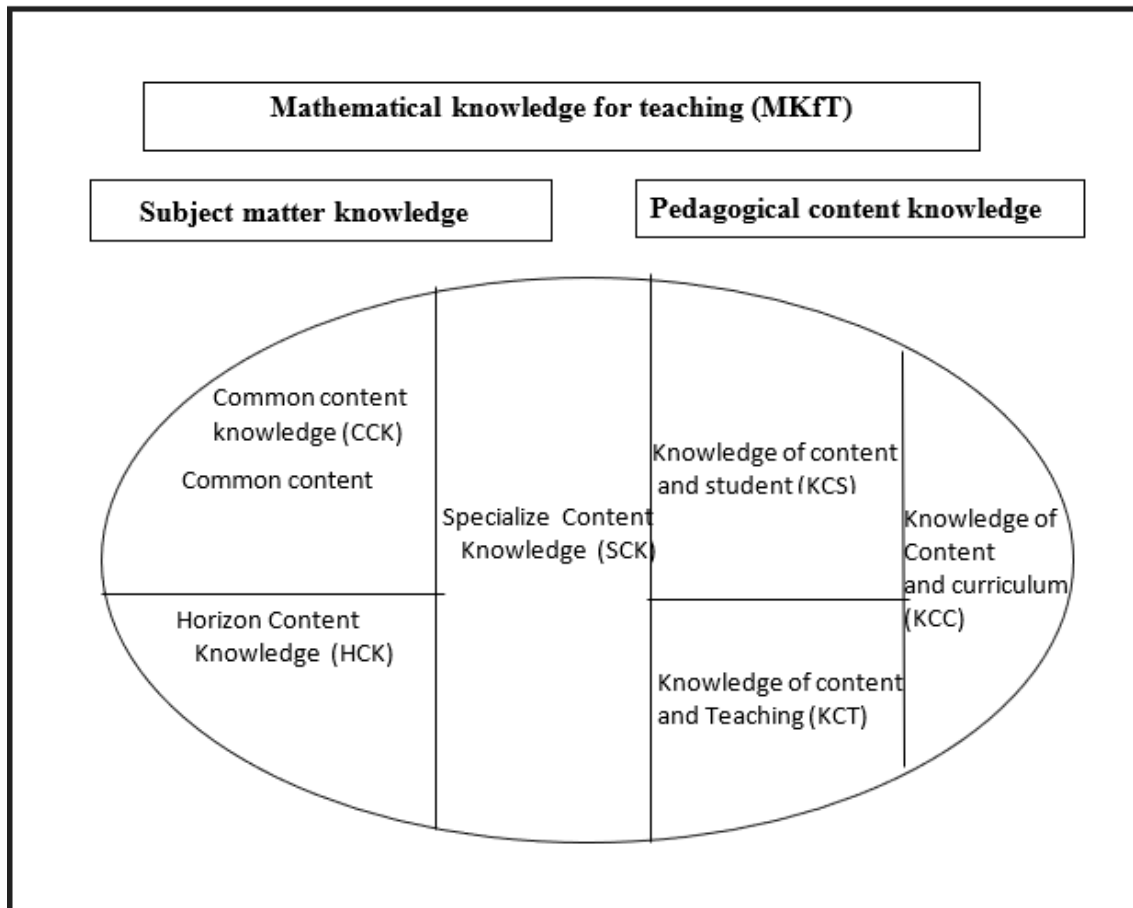 Mathematical knowledge for teaching (MKfT)
Subject matter knowledge
Pedagogical content knowledge
Common content
knowledge (CCK)
Common content
Horizon Content
Knowledge (HCK)
Specialize Content
Knowledge (SCK)
Knowledge of content
and student (KCS)
Knowledge of content
and Teaching (KCT)
Knowledge of
Content
and curriculum
(KCC)